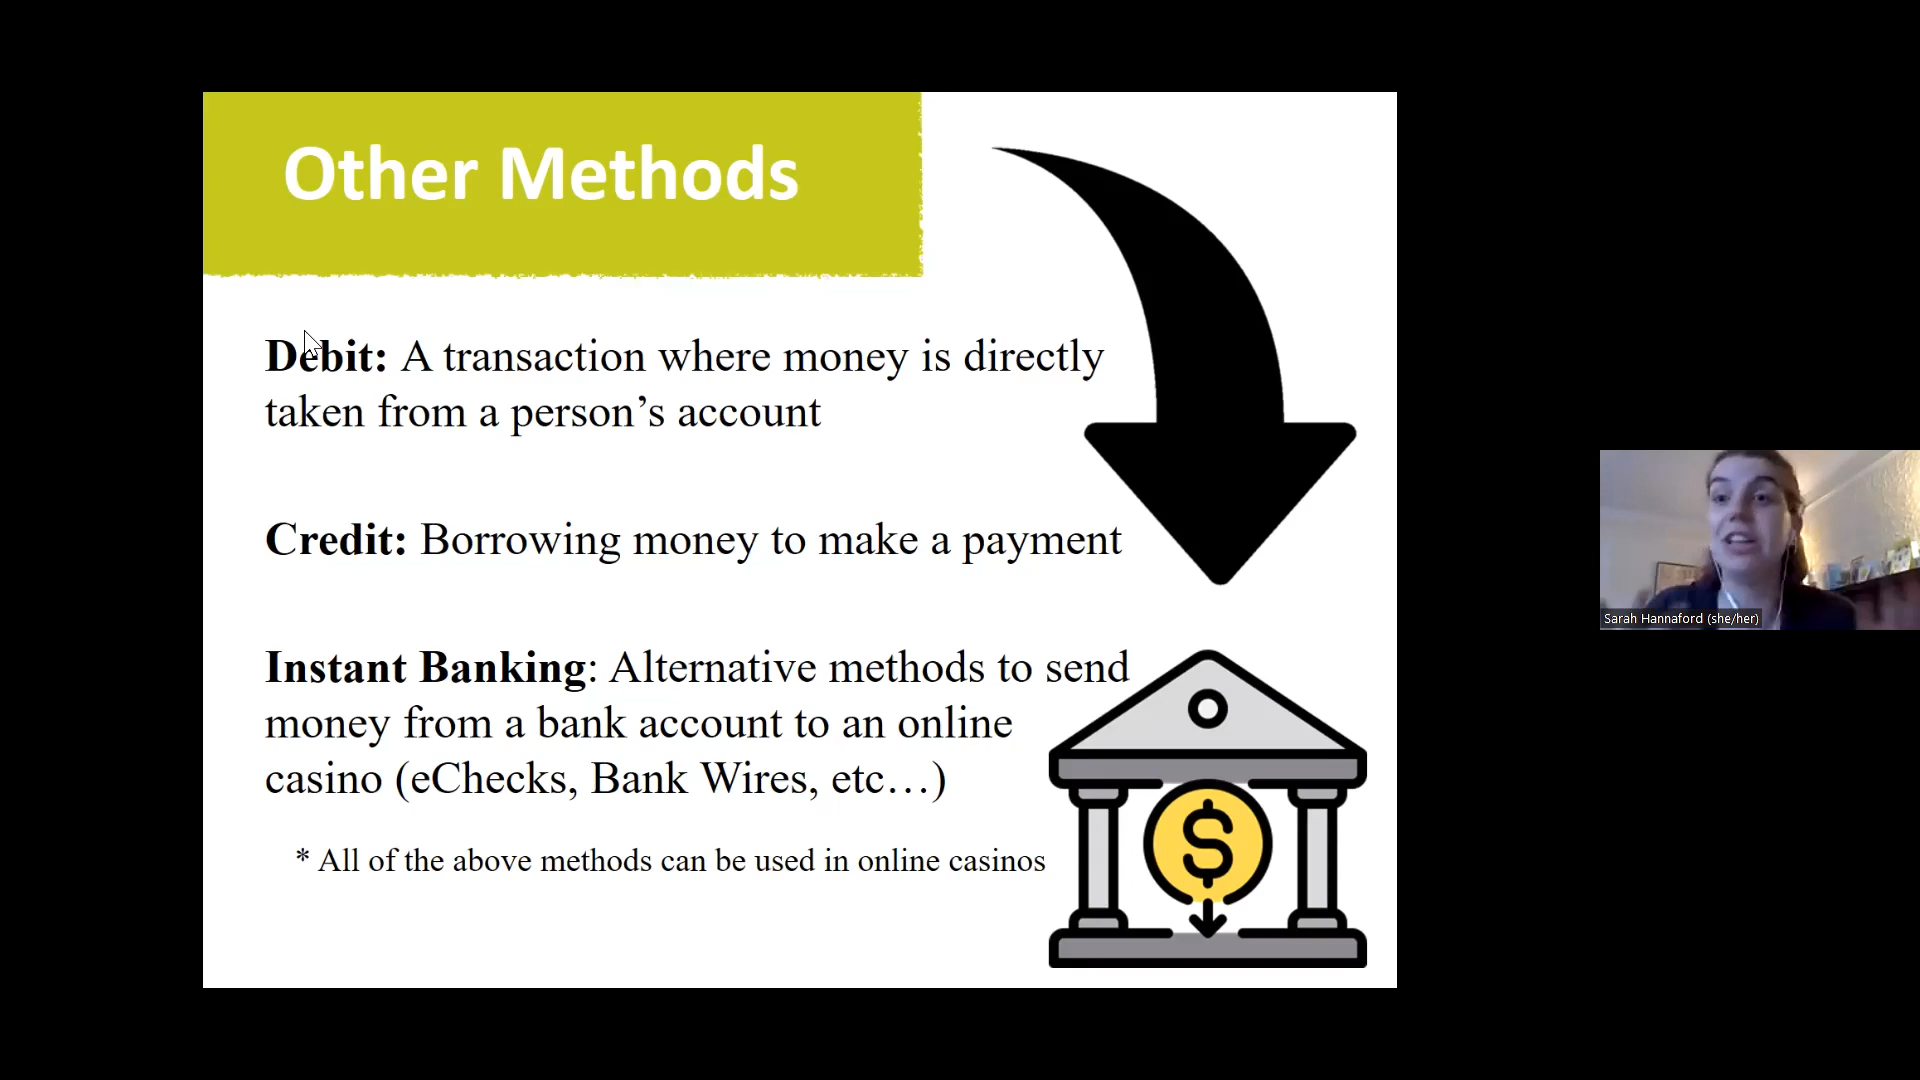 Other Methods
Debit: A transaction where money is directly
taken from a person’s account
Credit: Borrowing money to make a payment
Instant Banking: Alternative methods to send
money from a bank account to an online
casino (eChecks, Bank Wires, etc…)
* All of the above methods can be used in online casinos
$
Sarah Hannaford (she/her)